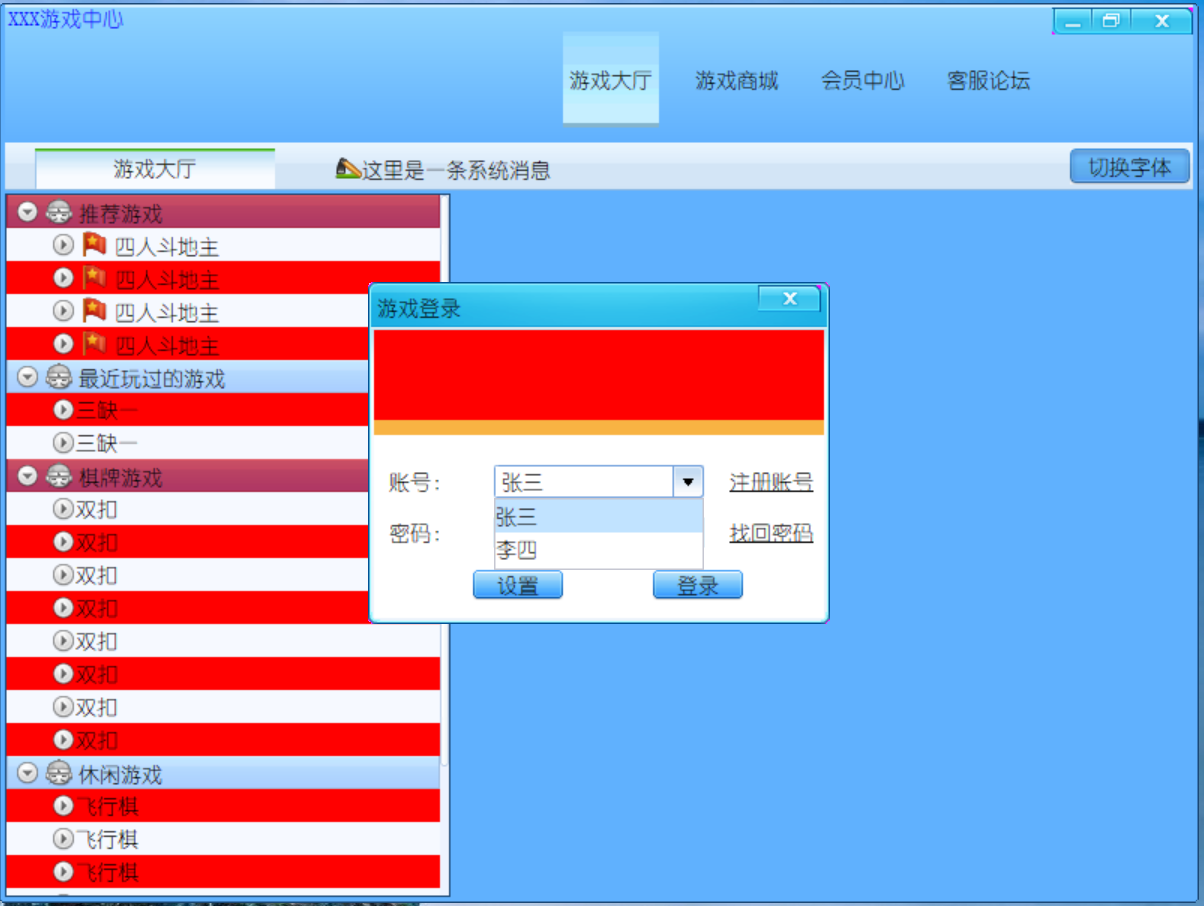 XXX游戏中心
游戏大厅 游戏商城 会员中心 客服论坛
游戏大厅 这里是一条系统消息 切换字体
推荐游戏
四人斗地主
四人斗地主
四人斗地主
四人斗地主
最近玩过的游戏
三缺一
三缺一
棋牌游戏
双扣
双扣
双扣
双扣
双扣
双扣
双扣
双扣
休闲游戏
飞行棋
飞行棋
飞行棋
游戏登录
账号: 张三 注册账号
张三
密码: 找回密码
李四
设置 登录